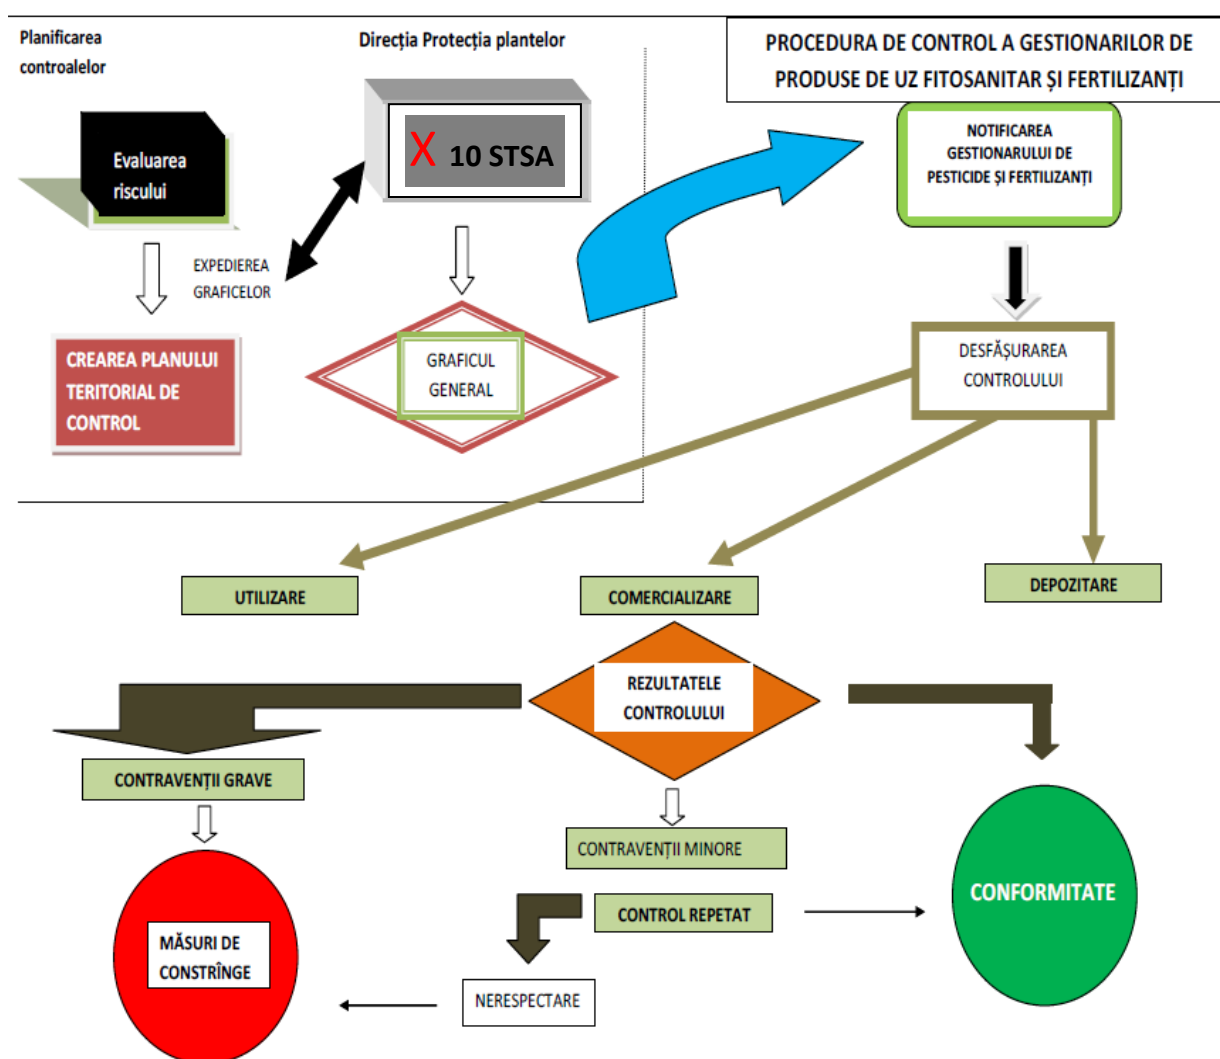 Planificarea
controalelor
Direcția Protecția plantelor
PROCEDURA DE CONTROL A GESTIONARILOR DE
PRODUSE DE UZ FITOSANITAR ȘI FERTILIZANȚI
Evaluarea
riscului
X 10 STSA
NOTIFICAREA
GESTIONARULUI DE
PESTICIDE ȘI FERTILIZANȚI
EXPEDIEREA
GRAFICELOR
CREAREA PLANULUI
TERITORIAL DE
CONTROL
GRAFICUL
GENERAL
DESFĂȘURAREA
CONTROLULUI
UTILIZARE
COMERCIALIZARE
DEPOZITARE
REZULTATELE
CONTROLULUI
CONTRAVENȚII GRAVE
CONTRAVENȚII MINORE
CONTROL REPETAT
CONFORMITATE
MĂSURI DE
CONSTRÎNGE
NERESPECTARE